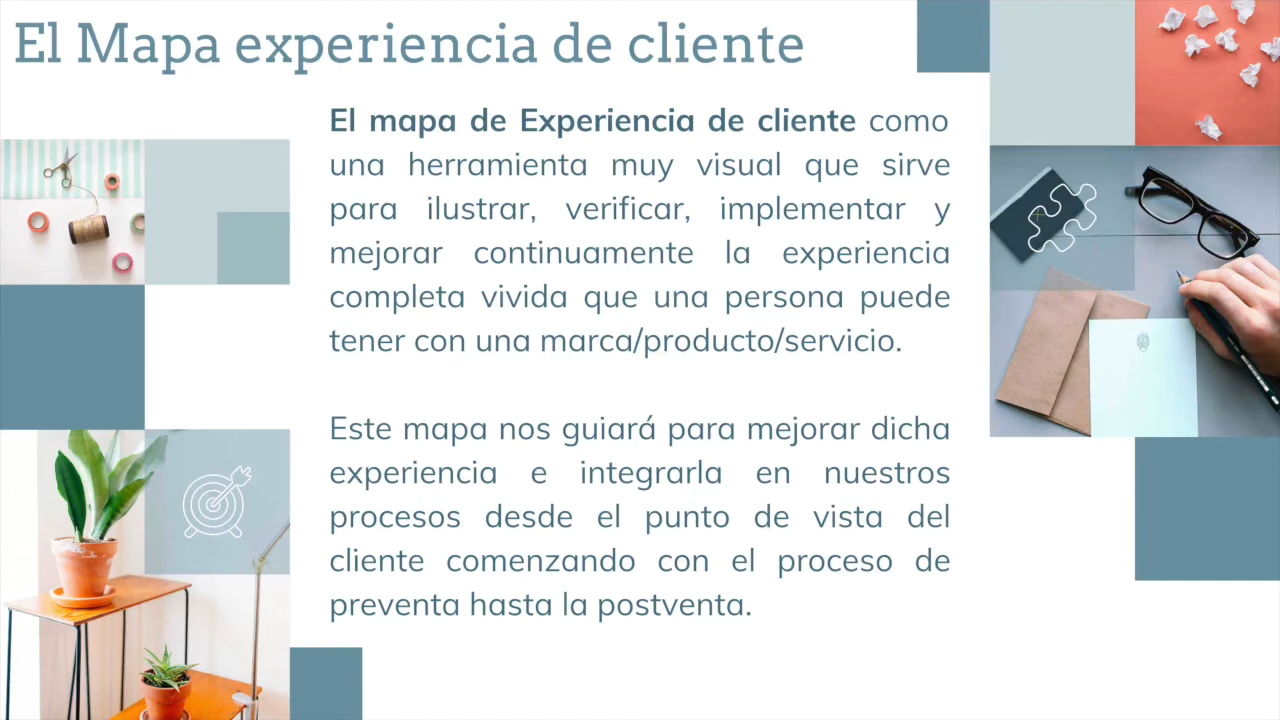 El Mapa experiencia de cliente
El mapa de Experiencia de cliente como
una herramienta muy visual que sirve
para ilustrar, verificar, implementar y
mejorar continuamente la experiencia
completa vivida que una persona puede
tener con una marca/producto/servicio.
Este mapa nos guiará para mejorar dicha
experiencia e integrarla en nuestros
procesos desde el punto de vista del
cliente comenzando con el proceso de
preventa hasta la postventa.